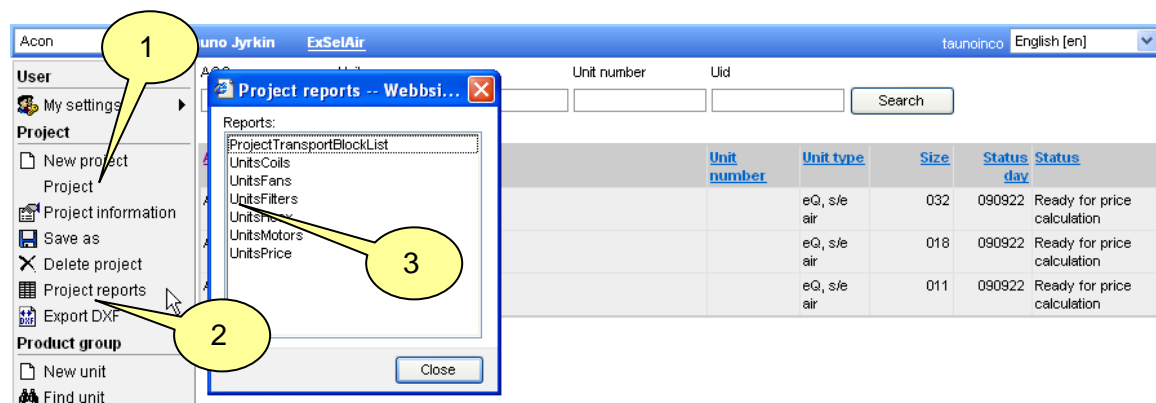 Acon
1
uno Jyrkin
ExSelAir
taunoinco
English [en]
User
My settings
Project
New project
Project
Project information
Save as
Delete project
Project reports
Export DXF
Product group
New unit
Find unit
2
Unit number
Uid
Search
Project reports -- Webbsi...
Reports:
ProjectTransportBlockList
UnitsCoils
UnitsFans
UnitsFilters
UnitsMotors
UnitsPrice
3
Close
Unit number
Unit type
Size
Status day
Status
eQ, s/e air
032
090922
Ready for price calculation
eQ, s/e air
018
090922
Ready for price calculation
eQ, s/e air
011
090922
Ready for price calculation